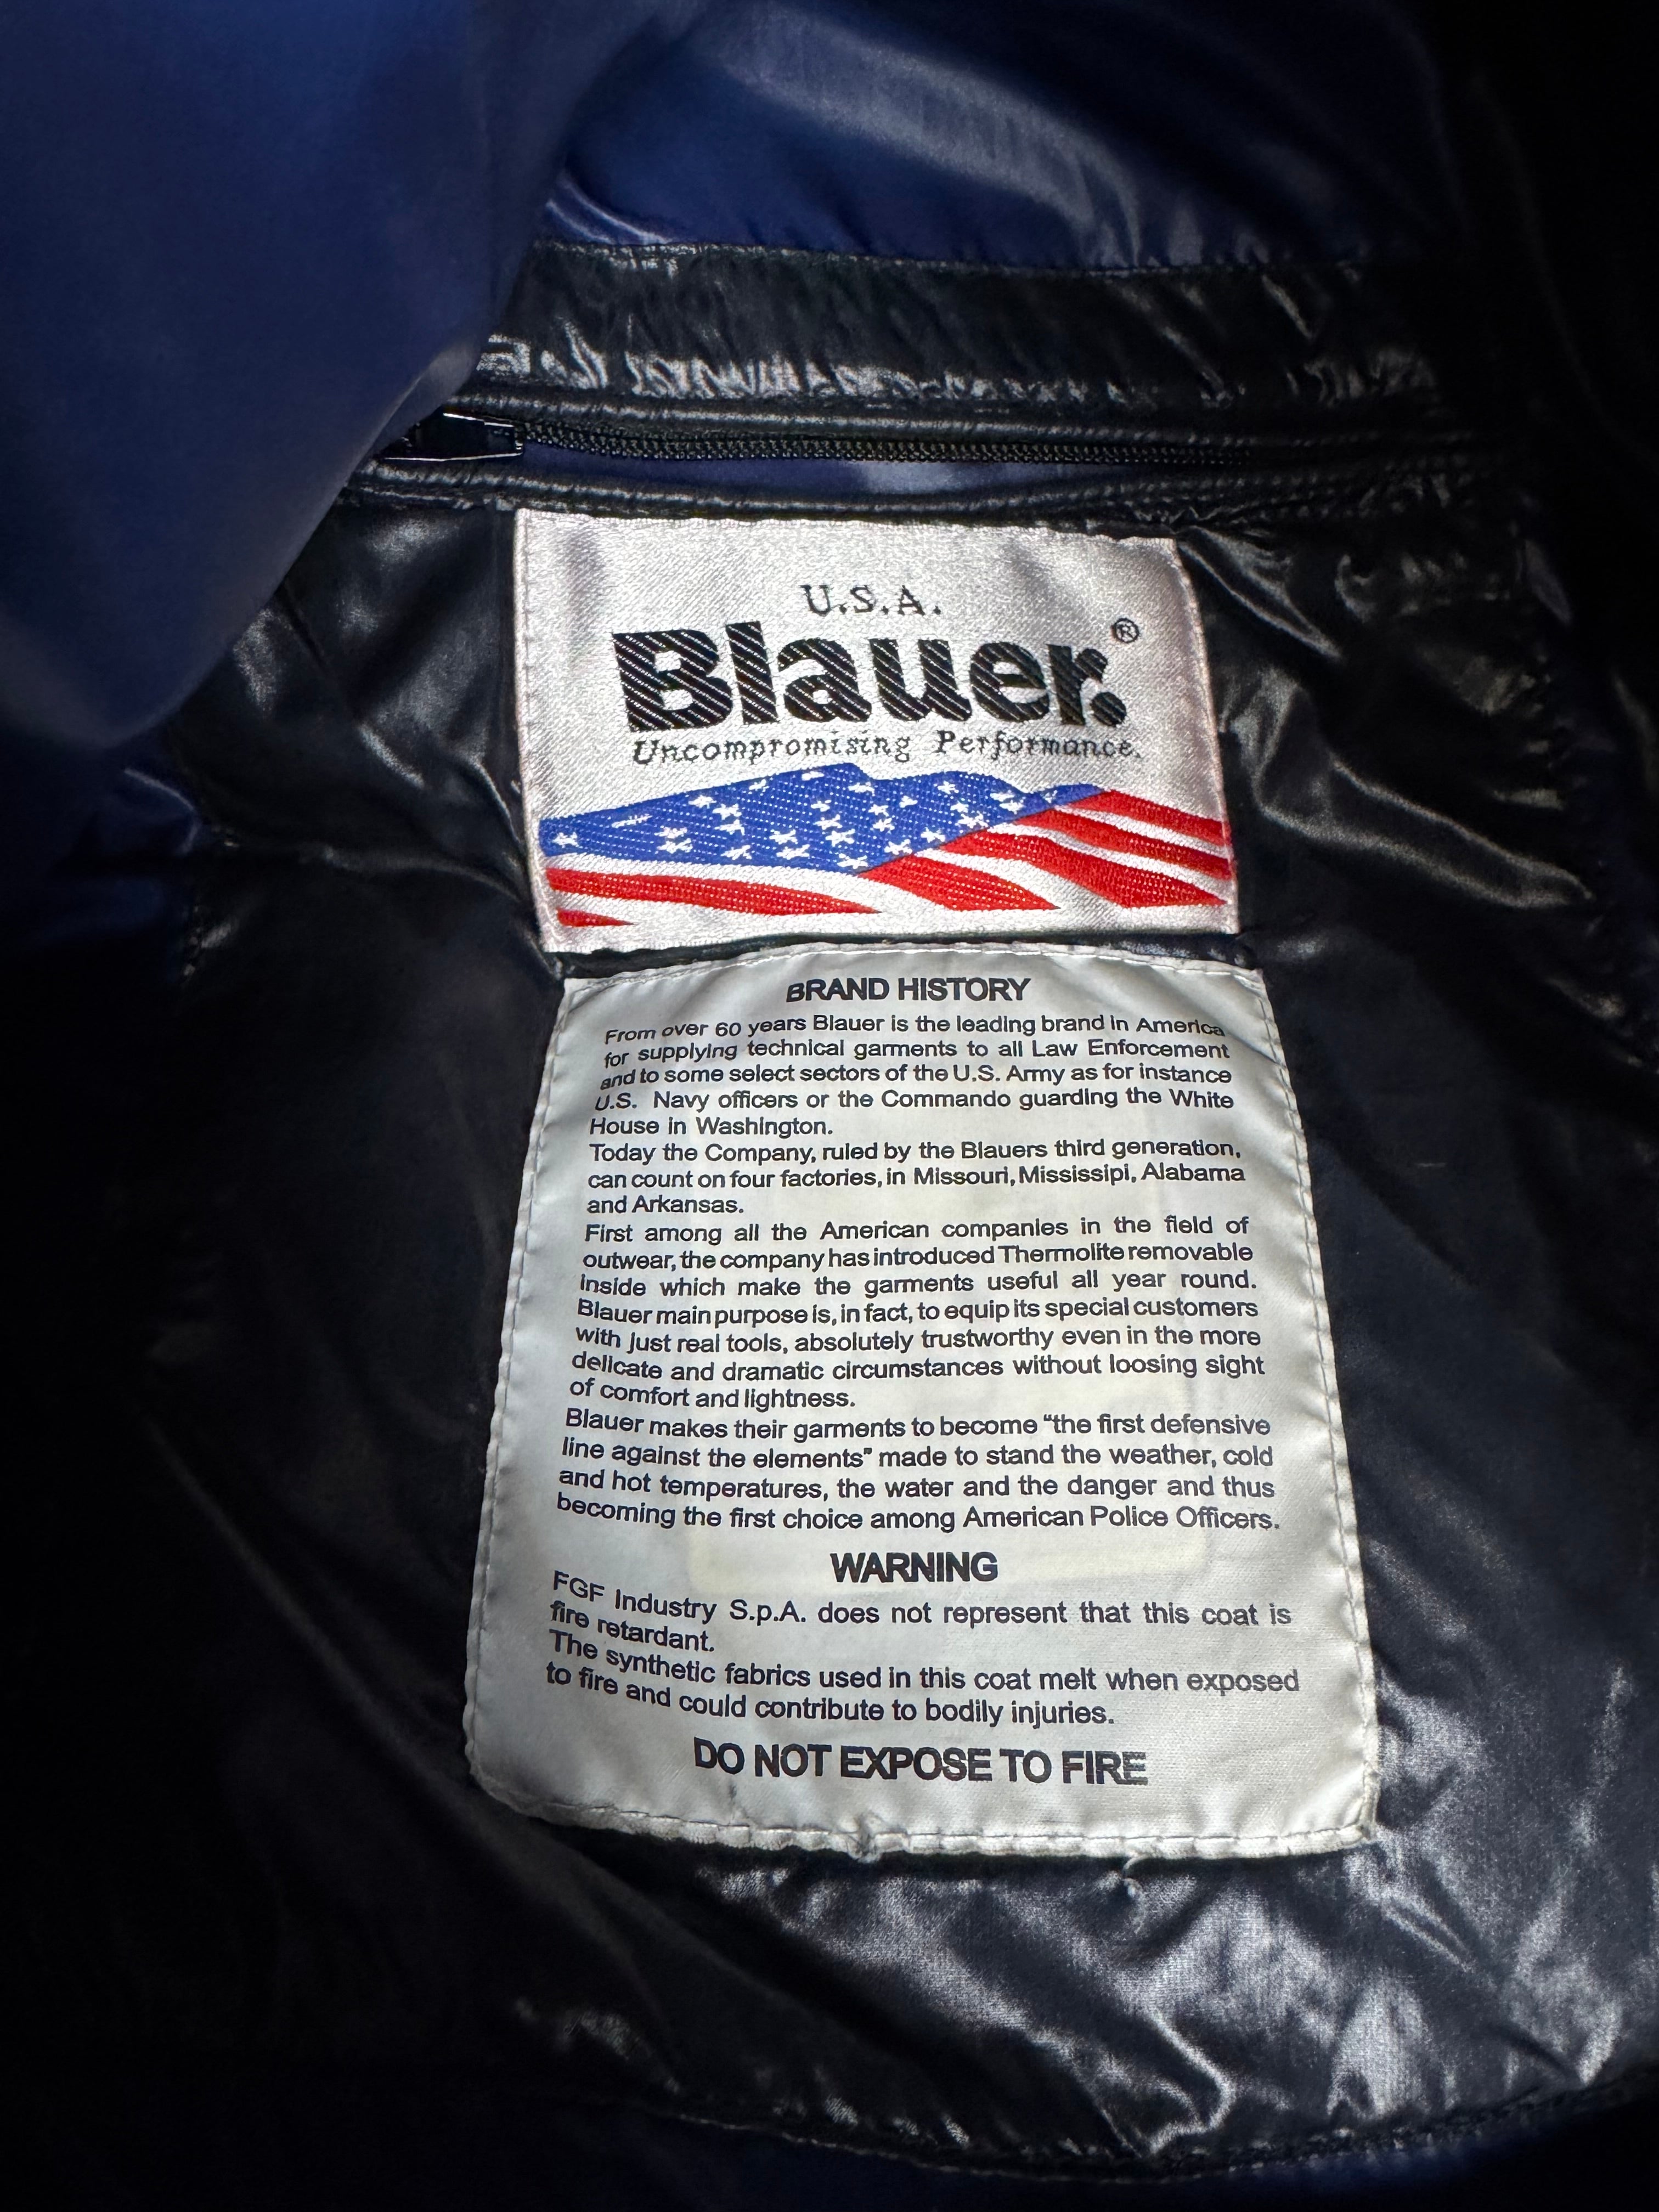 U.S.A.
Blauer.®
Uncompromising Performance.
BRAND HISTORY
From over 60 years Blauer is the leading brand in America
for supplying technical garments to all Law Enforcement
and to some select sectors of the U.S. Army as for instance
U.S. Navy officers or the Commando guarding the White
House in Washington.
Today the Company, ruled by the Blauers third generation,
can count on four factories, in Missouri, Mississipi, Alabama
and Arkansas.
First among all the American companies in the field of
outwear, the company has introduced Thermolite removable
inside which make the garments useful all year round.
Blauer main purpose is, in fact, to equip its special customers
with just real tools, absolutely trustworthy even in the more
delicate and dramatic circumstances without loosing sight
of comfort and lightness.
Blauer makes their garments to become “the first defensive
line against the elements” made to stand the weather, cold
and hot temperatures, the water and the danger and thus
becoming the first choice among American Police Officers.
WARNING
FGF Industry S.p.A. does not represent that this coat is
fire retardant.
The synthetic fabrics used in this coat melt when exposed
to fire and could contribute to bodily injuries.
DO NOT EXPOSE TO FIRE